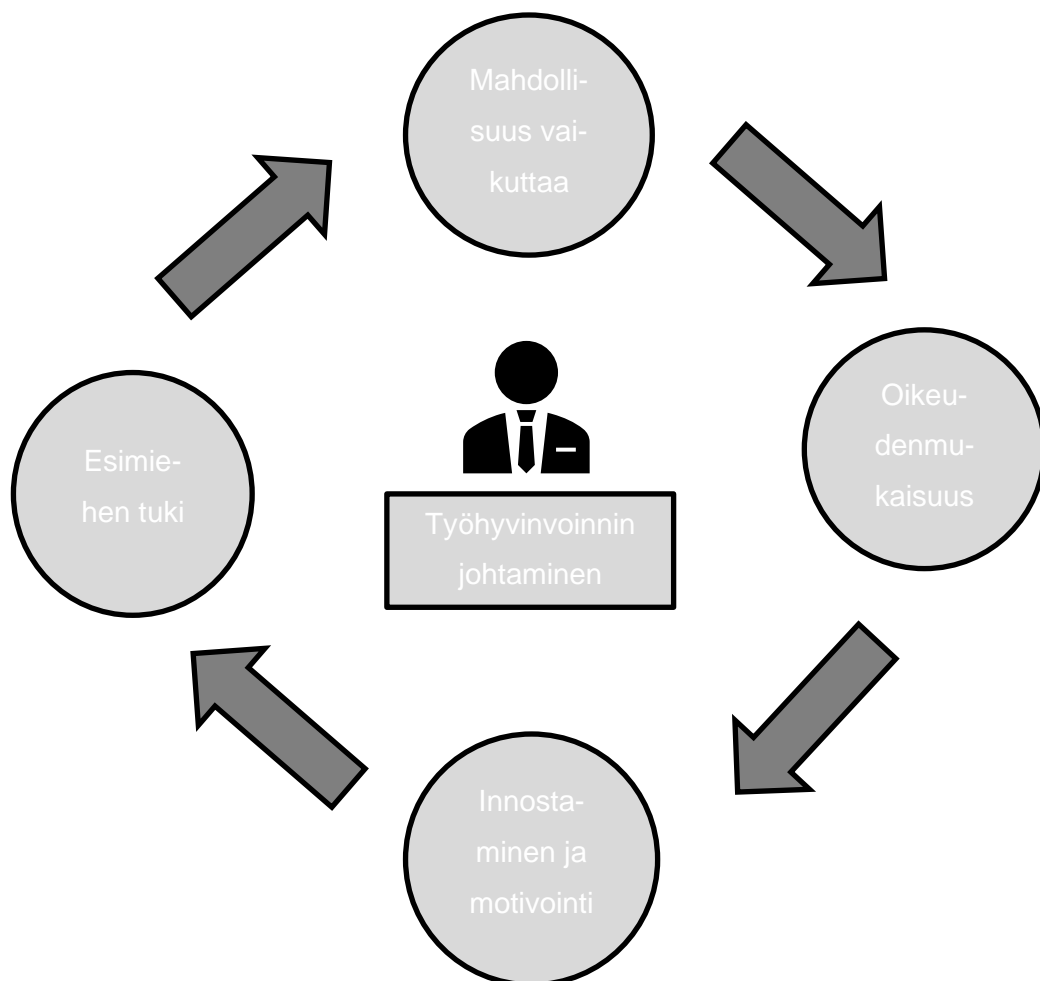 Mahdolli-
suus vai-
kuttaa
Oikeu-
denmu-
kaisuus
Esimie-
hen tuki
Työhyvinvoinnin
johtaminen
Innosta-
minen ja
motivointi